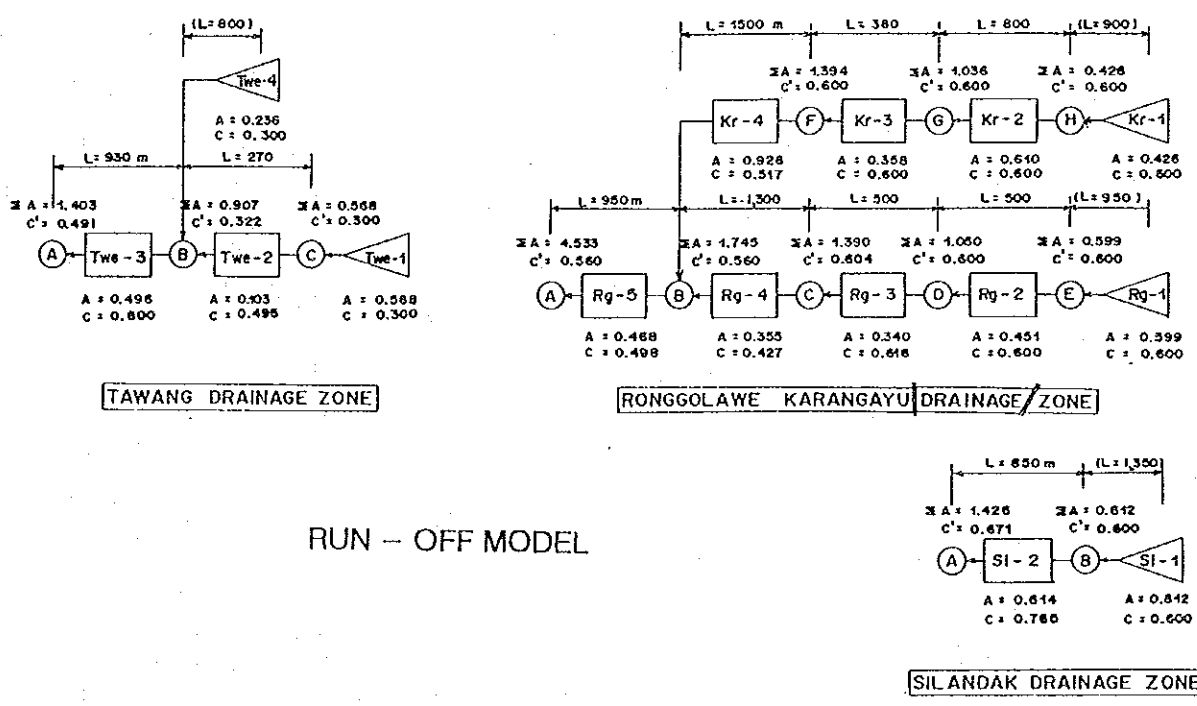 (L=800)
Twe-4
A = 0.236
C = 0.300
L= 930 m
L= 270
ΣA = 1.403
C'= 0.491
ΣA = 0.907
C'= 0.322
ΣA = 0.568
C'= 0.300
A
Twe-3
B
Twe-2
C
Twe-1
A = 0.496
C = 0.800
A = 0.103
C = 0.495
A = 0.568
C = 0.300
TAWANG DRAINAGE ZONE
L = 1500 m
L= 380
L= 800
(L=900)
ΣA = 1.394
C'= 0.600
ΣA = 1.036
C'= 0.600
ΣA = 0.426
C'= 0.600
Kr-4
F
Kr-3
G
Kr-2
H
Kr-1
A = 0.926
C = 0.517
A = 0.358
C = 0.600
A = 0.610
C = 0.600
A = 0.426
C = 0.600
L= 950 m
L= 1,300
L= 500
L= 500
(L=950)
ΣA = 4.533
C'= 0.560
ΣA = 1.745
C'= 0.560
ΣA = 1.390
C'= 0.604
ΣA = 1.050
C'= 0.600
ΣA = 0.599
C'= 0.600
A
Rg-5
B
Rg-4
C
Rg-3
D
Rg-2
E
Rg-1
A = 0.468
C = 0.498
A = 0.355
C = 0.427
A = 0.340
C = 0.616
A = 0.451
C = 0.600
A = 0.599
C = 0.600
RONGGOLAWE KARANGAYU DRAINAGE ZONE
L= 850 m
(L=1,350)
ΣA = 1.426
C'= 0.671
ΣA = 0.812
C'= 0.600
A
SI-2
B
SI-1
A = 0.614
C = 0.765
A = 0.812
C = 0.600
RUN - OFF MODEL
SILANDAK DRAINAGE ZONE